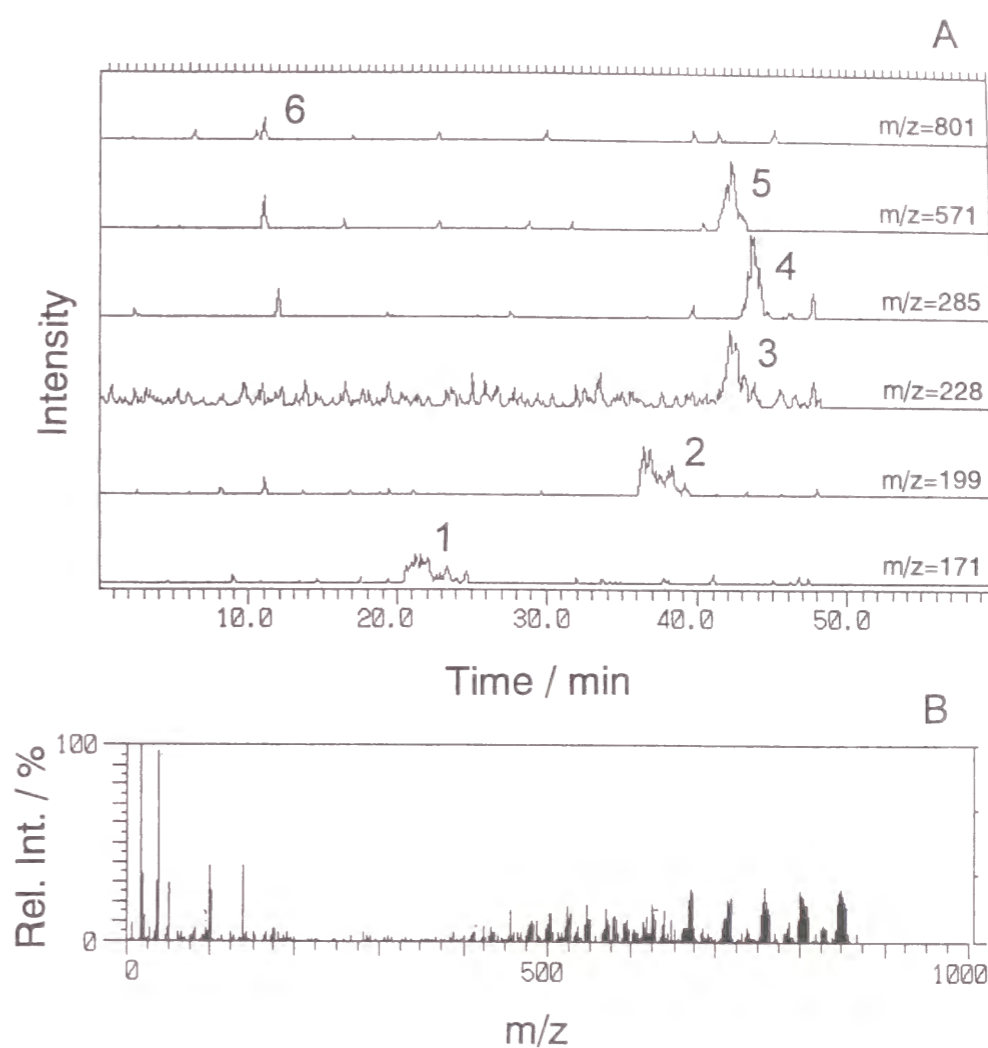 A
6
m/z=801
5
m/z=571
4
m/z=285
3
m/z=228
2
m/z=199
1
m/z=171
Intensity
10.0 20.0 30.0 40.0 50.0
Time / min
B
100
0
Rel. Int. / %
0 500 1000
m/z